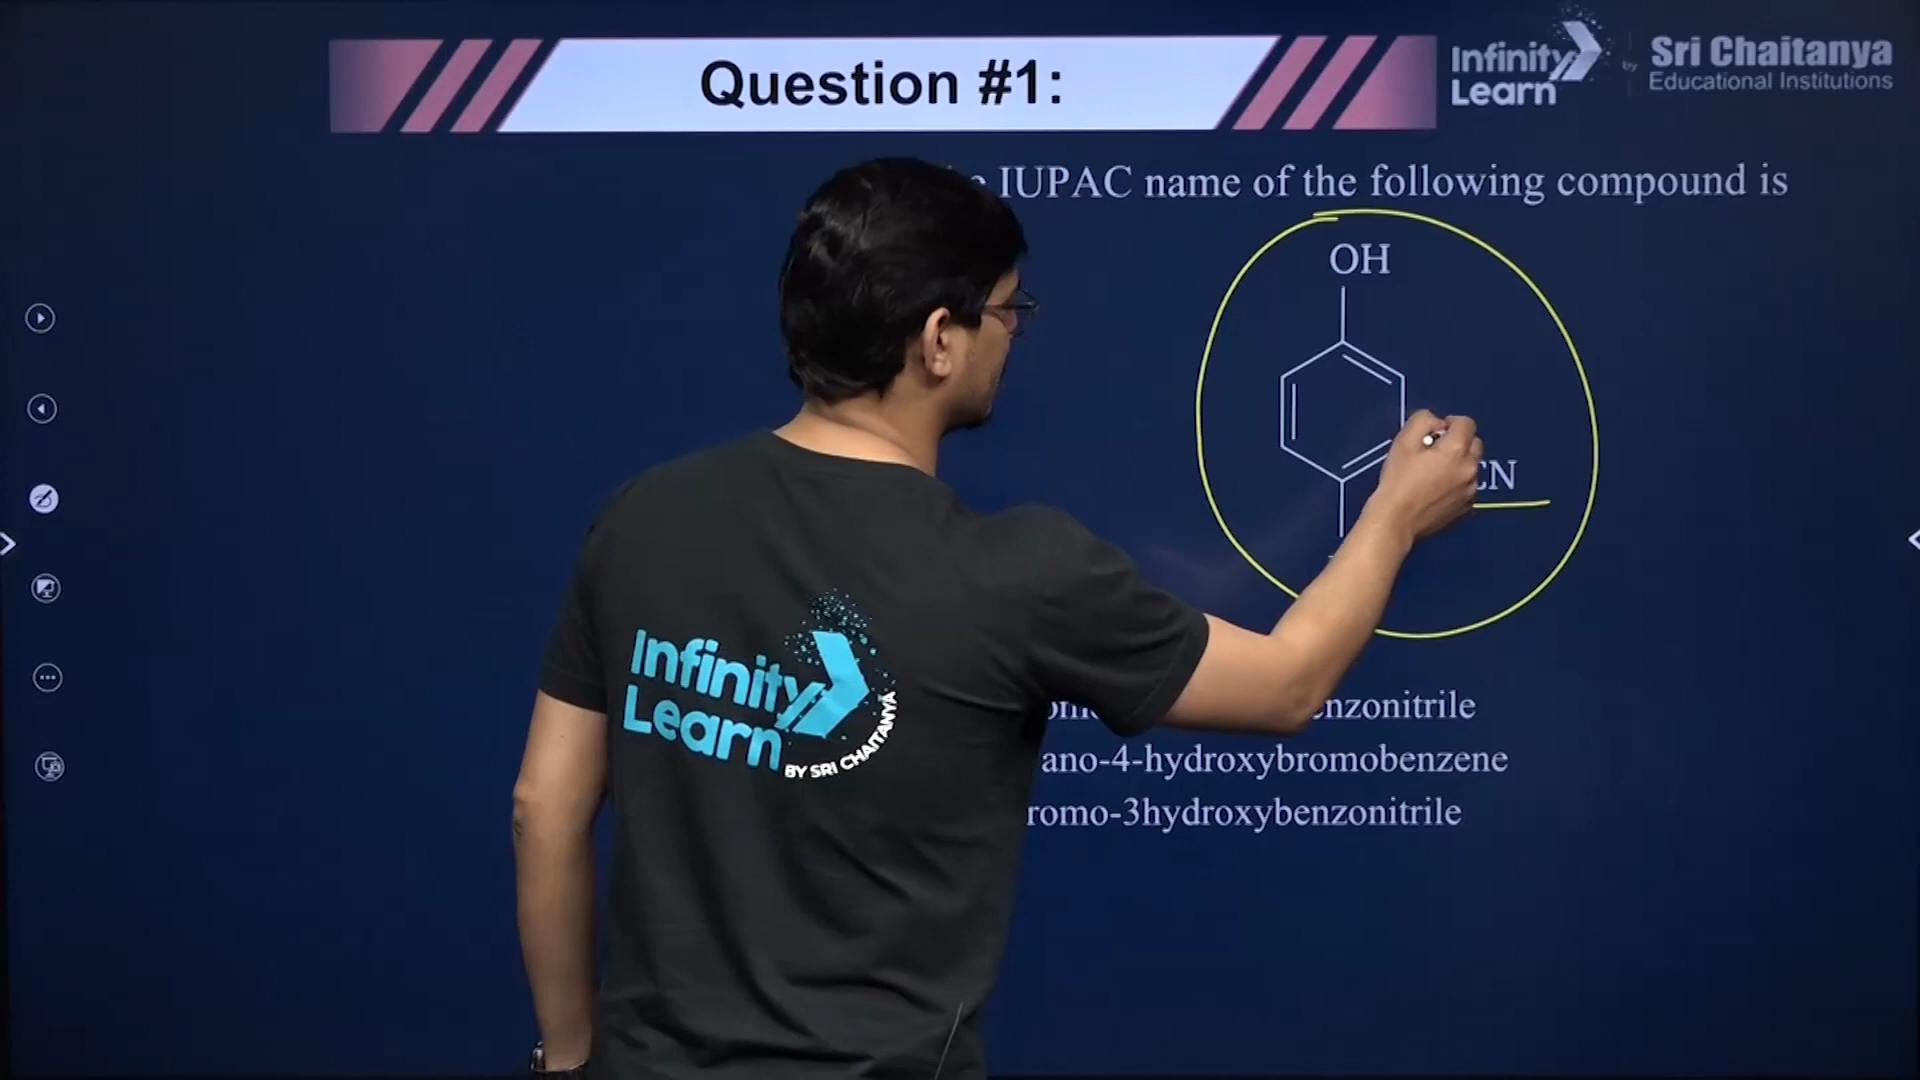 Question #1:
Infinity Learn
by
Sri Chaitanya
Educational Institutions
IUPAC name of the following compound is
OH
CN
Infinity
Learn
BY SRI CHAITANYA
ano-4-hydroxybromobenzene
romo-3hydroxybenzonitrile